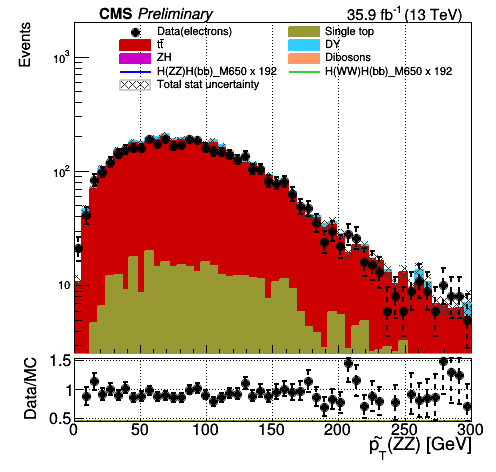 CMS Preliminary 35.9 fb⁻¹ (13 TeV)
Events
Data(electrons) Single top
tt̄ DY
ZH Dibosons
H(ZZ)H(bb)_M650 x 192 H(WW)H(bb)_M650 x 192
Total stat uncertainty
10³
10²
10
Data/MC
1.5
1
0.5
0 50 100 150 200 250 300
p̃_T(ZZ) [GeV]